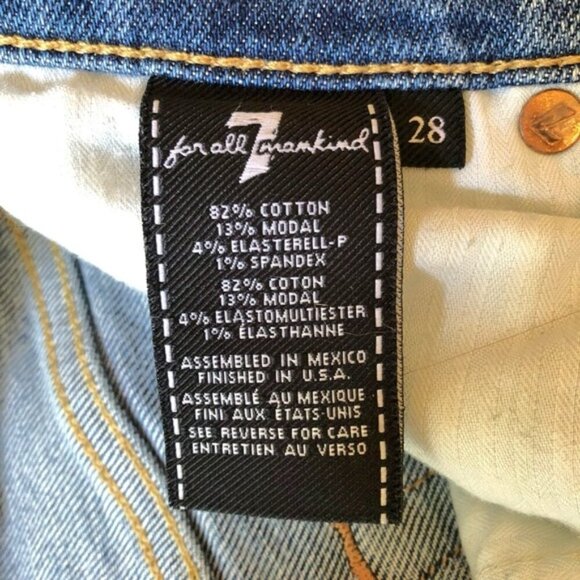 for all 7 mankind
28
82% COTTON
13% MODAL
4% ELASTERELL-P
1% SPANDEX
82% COTON
13% MODAL
4% ELASTOMULTIESTER
1% ÉLASTHANNE
ASSEMBLED IN MEXICO
FINISHED IN U.S.A.
ASSEMBLÉ AU MEXIQUE
FINI AUX ÉTATS-UNIS
SEE REVERSE FOR CARE
ENTRETIEN AU VERSO